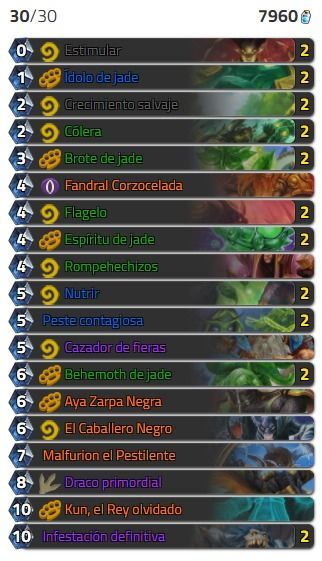 30/30 7960
0 Estimular 2
1 Ídolo de jade 2
2 Crecimiento salvaje 2
2 Cólera 2
3 Brote de jade 2
4 Fandral Corzocelada
4 Flagelo 2
4 Espíritu de jade 2
4 Rompehechizos
5 Nutrir 2
5 Peste contagiosa 2
5 Cazador de fieras
6 Behemoth de jade 2
6 Aya Zarpa Negra
6 El Caballero Negro
7 Malfurion el Pestilente
8 Draco primordial
10 Kun, el Rey olvidado
10 Infestación definitiva 2